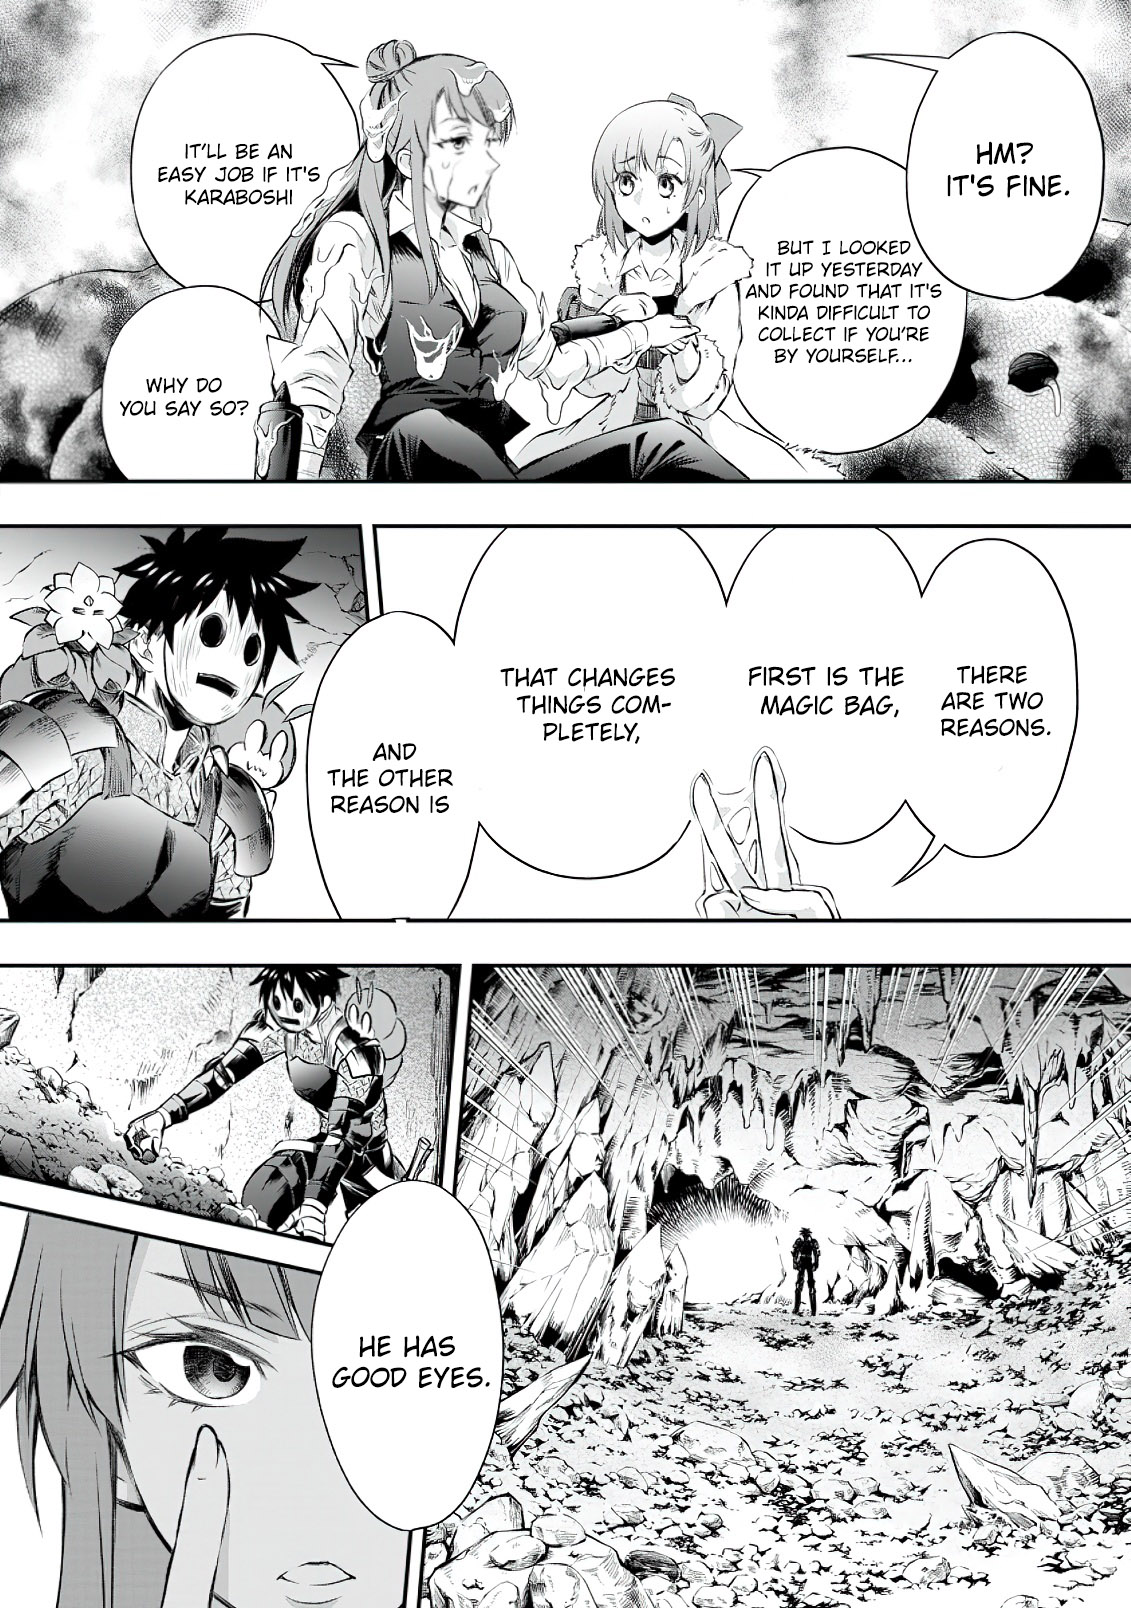 HM?
IT'S FINE.
BUT I LOOKED
IT UP YESTERDAY
AND FOUND THAT IT'S
KINDA DIFFICULT TO
COLLECT IF YOU'RE
BY YOURSELF...
IT'LL BE AN
EASY JOB IF IT'S
KARABOSHI
WHY DO
YOU SAY SO?
THERE
ARE TWO
REASONS.
FIRST IS THE
MAGIC BAG,
THAT CHANGES
THINGS COM-
PLETELY,
AND
THE OTHER
REASON IS
HE HAS
GOOD EYES.